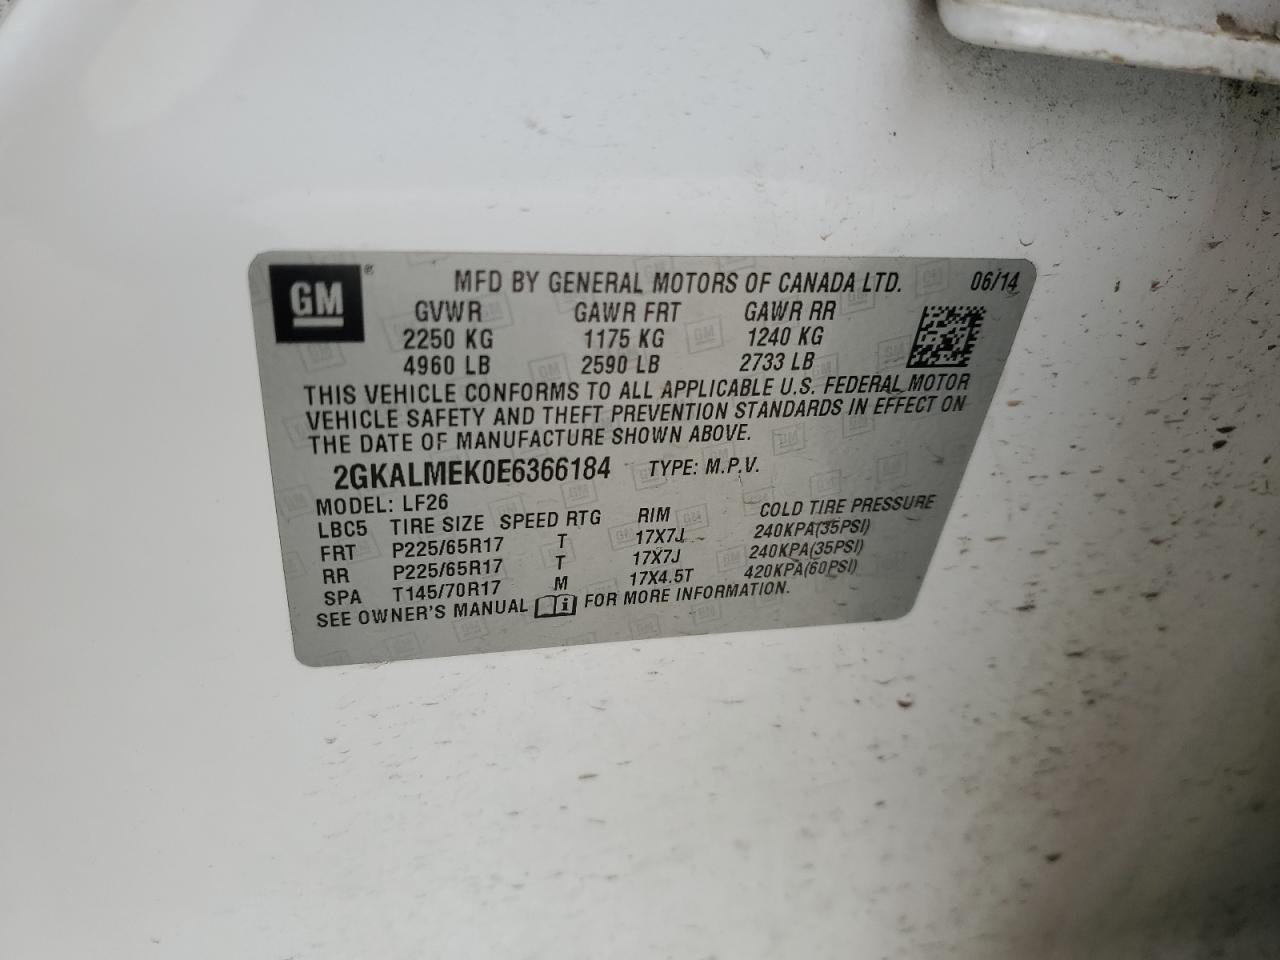 GM ® MFD BY GENERAL MOTORS OF CANADA LTD. 06/14
GVWR GAWR FRT GAWR RR
2250 KG 1175 KG 1240 KG
4960 LB 2590 LB 2733 LB
THIS VEHICLE CONFORMS TO ALL APPLICABLE U.S. FEDERAL MOTOR
VEHICLE SAFETY AND THEFT PREVENTION STANDARDS IN EFFECT ON
THE DATE OF MANUFACTURE SHOWN ABOVE.
2GKALMEK0E6366184 TYPE: M.P.V.
MODEL: LF26
LBC5 TIRE SIZE SPEED RTG RIM COLD TIRE PRESSURE
FRT P225/65R17 T 17X7J 240KPA(35PSI)
RR P225/65R17 T 17X7J 240KPA(35PSI)
SPA T145/70R17 M 17X4.5T 420KPA(60PSI)
SEE OWNER'S MANUAL i FOR MORE INFORMATION.